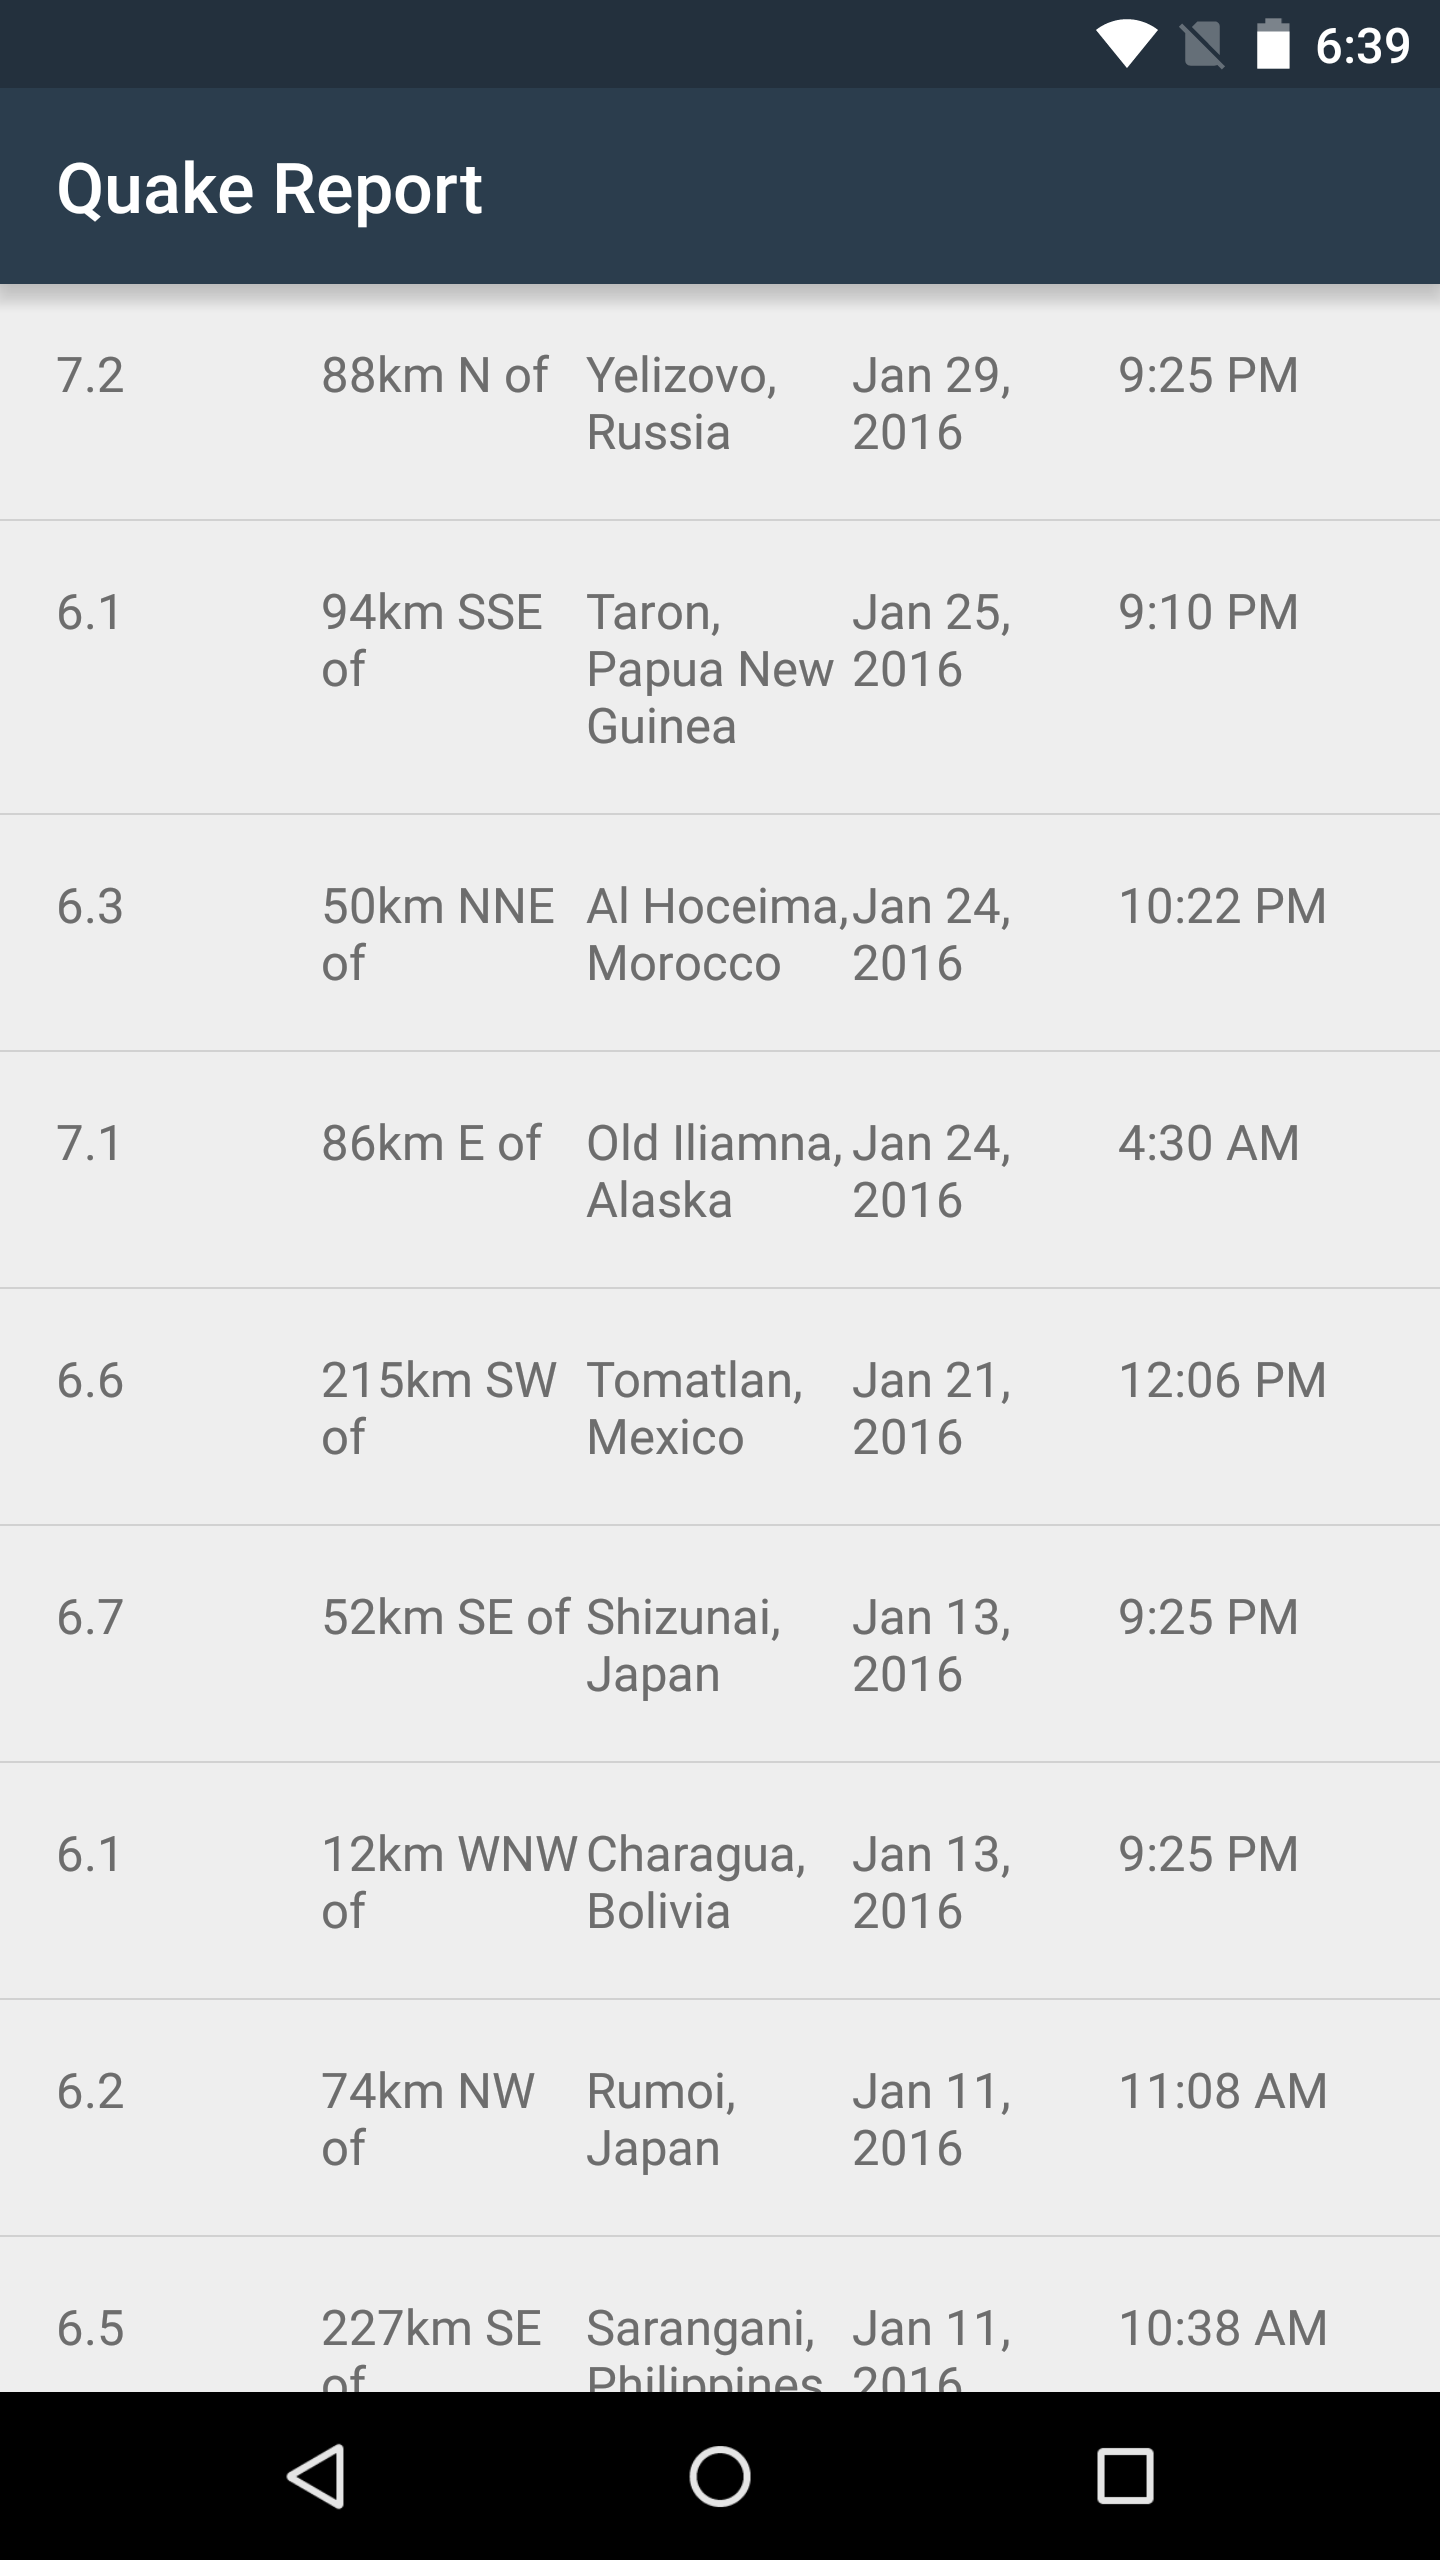 6:39
Quake Report
7.2 88km N of Yelizovo, Jan 29, 9:25 PM
Russia 2016
6.1 94km SSE Taron, Jan 25, 9:10 PM
of Papua New 2016
Guinea
6.3 50km NNE Al Hoceima, Jan 24, 10:22 PM
of Morocco 2016
7.1 86km E of Old Iliamna, Jan 24, 4:30 AM
Alaska 2016
6.6 215km SW Tomatlan, Jan 21, 12:06 PM
of Mexico 2016
6.7 52km SE of Shizunai, Jan 13, 9:25 PM
Japan 2016
6.1 12km WNW Charagua, Jan 13, 9:25 PM
of Bolivia 2016
6.2 74km NW Rumoi, Jan 11, 11:08 AM
of Japan 2016
6.5 227km SE Sarangani, Jan 11, 10:38 AM
of Philippines 2016